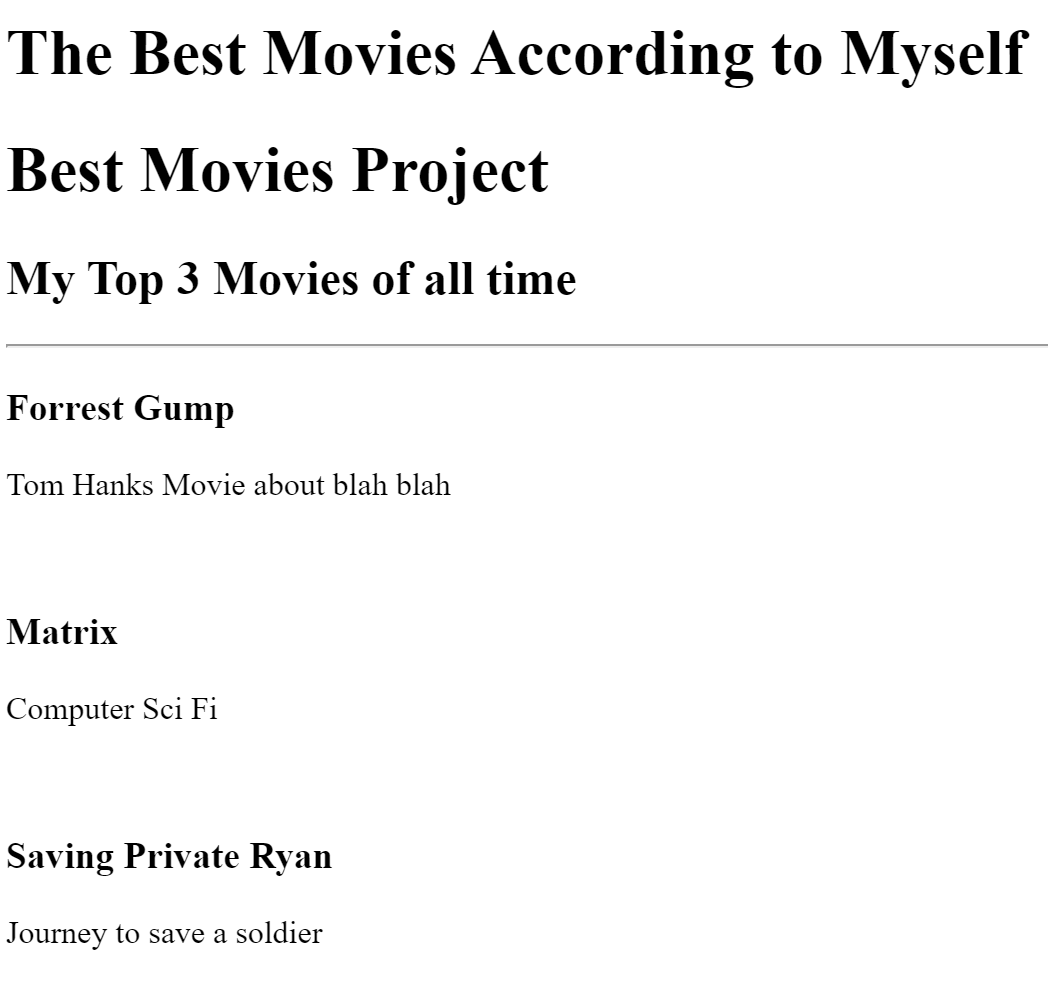 The Best Movies According to Myself
Best Movies Project
My Top 3 Movies of all time
Forrest Gump
Tom Hanks Movie about blah blah
Matrix
Computer Sci Fi
Saving Private Ryan
Journey to save a soldier